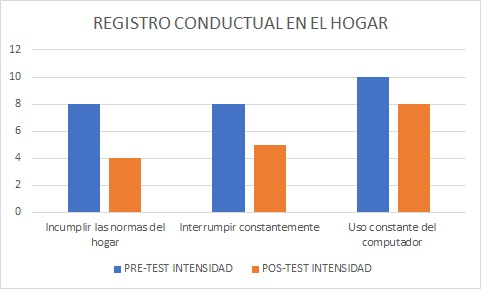 REGISTRO CONDUCTUAL EN EL HOGAR
12
10
8
6
4
2
0
Incumplir las normas del
hogar
Interrumpir constantemente
Uso constante del
computador
PRE-TEST INTENSIDAD
POS-TEST INTENSIDAD